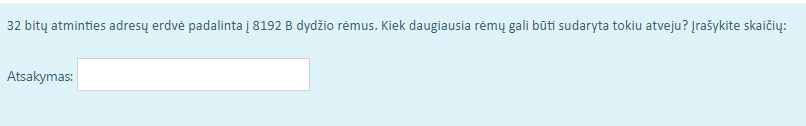 32 bitų atminties adresų erdvė padalinta į 8192 B dydžio rėmus. Kiek daugiausia rėmų gali būti sudaryta tokiu atveju? Įrašykite skaičių:
Atsakymas: